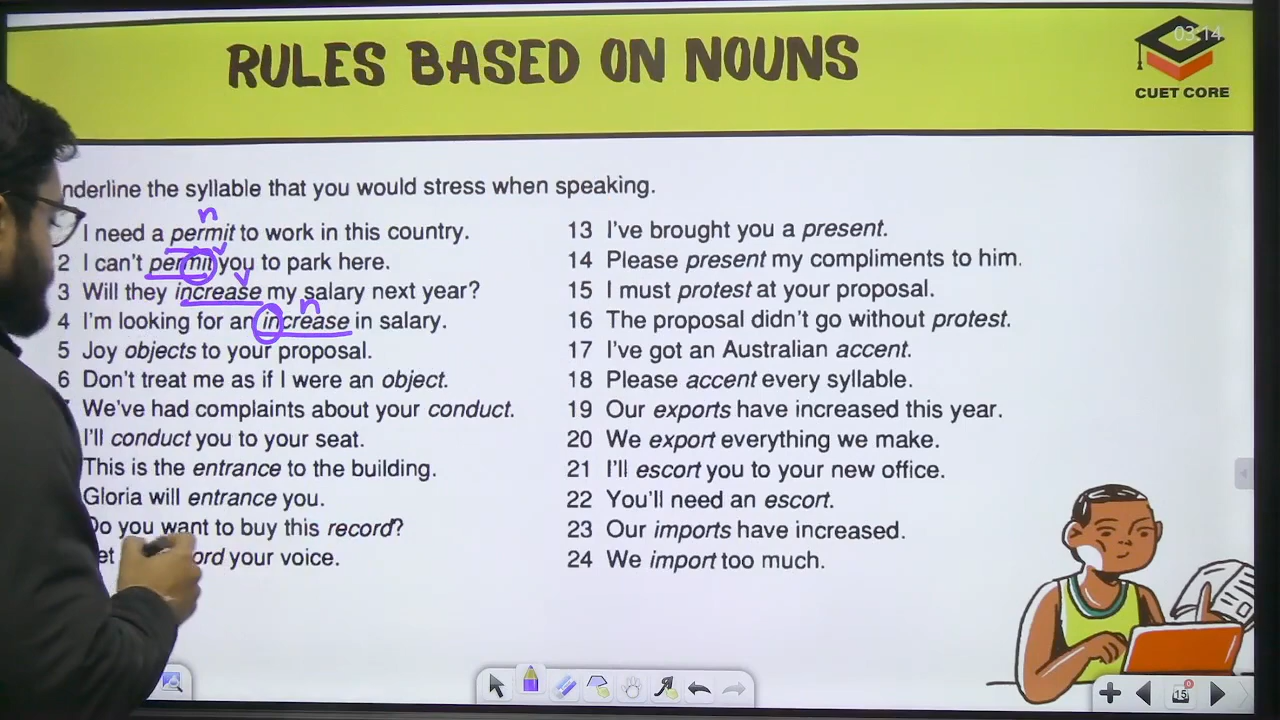 RULES BASED ON NOUNS
03:14
CUET CORE
nderline the syllable that you would stress when speaking.
n
I need a permit to work in this country.
v
2 I can't permit you to park here.
v
3 Will they increase my salary next year?
n
4 I'm looking for an increase in salary.
5 Joy objects to your proposal.
6 Don't treat me as if I were an object.
We've had complaints about your conduct.
I'll conduct you to your seat.
This is the entrance to the building.
Gloria will entrance you.
Do you want to buy this record?
et ord your voice.
13 I've brought you a present.
14 Please present my compliments to him.
15 I must protest at your proposal.
16 The proposal didn't go without protest.
17 I've got an Australian accent.
18 Please accent every syllable.
19 Our exports have increased this year.
20 We export everything we make.
21 I'll escort you to your new office.
22 You'll need an escort.
23 Our imports have increased.
24 We import too much.
15